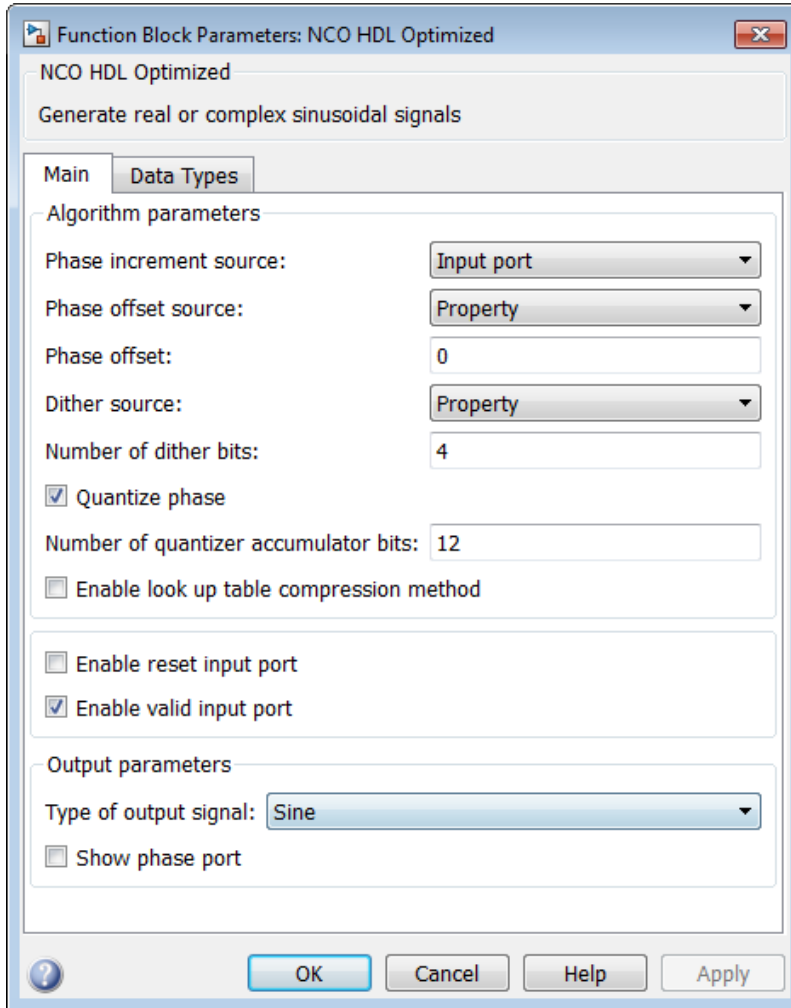 Function Block Parameters: NCO HDL Optimized
NCO HDL Optimized
Generate real or complex sinusoidal signals
Main Data Types
Algorithm parameters
Phase increment source: Input port
Phase offset source: Property
Phase offset: 0
Dither source: Property
Number of dither bits: 4
Quantize phase
Number of quantizer accumulator bits: 12
Enable look up table compression method
Enable reset input port
Enable valid input port
Output parameters
Type of output signal: Sine
Show phase port
? OK Cancel Help Apply